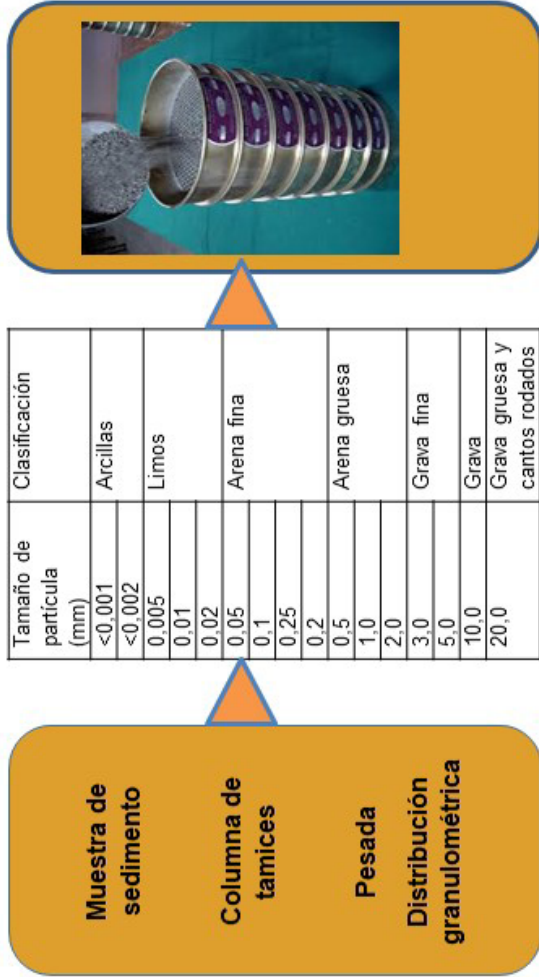 Muestra de
sedimento
Columna de
tamices
Pesada
Distribución
granulométrica
Tamaño de
partícula
(mm)
Clasificación
<0,001
Arcillas
<0,002
0,005
Limos
0,01
0,02
0,05
Arena fina
0,1
0,25
0,2
0,5
Arena gruesa
1,0
2,0
3,0
Grava fina
5,0
10,0
Grava
20,0
Grava gruesa y
cantos rodados